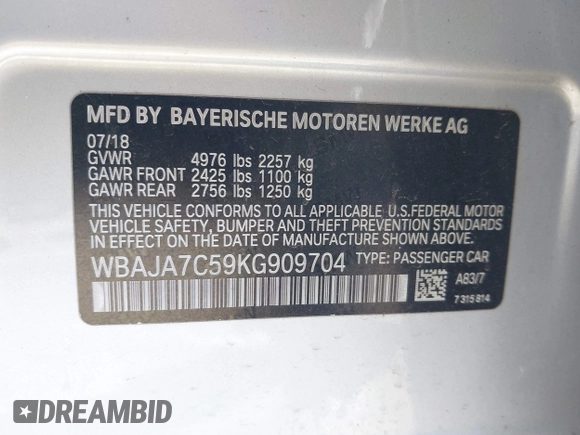 MFD BY BAYERISCHE MOTOREN WERKE AG
07/18
GVWR 4976 lbs 2257 kg
GAWR FRONT 2425 lbs 1100 kg
GAWR REAR 2756 lbs 1250 kg
THIS VEHICLE CONFORMS TO ALL APPLICABLE U.S.FEDERAL MOTOR
VEHICLE SAFETY, BUMPER AND THEFT PREVENTION STANDARDS
IN EFFECT ON THE DATE OF MANUFACTURE SHOWN ABOVE.
WBAJA7C59KG909704 TYPE: PASSENGER CAR
A83/7
7315814
DREAMBID